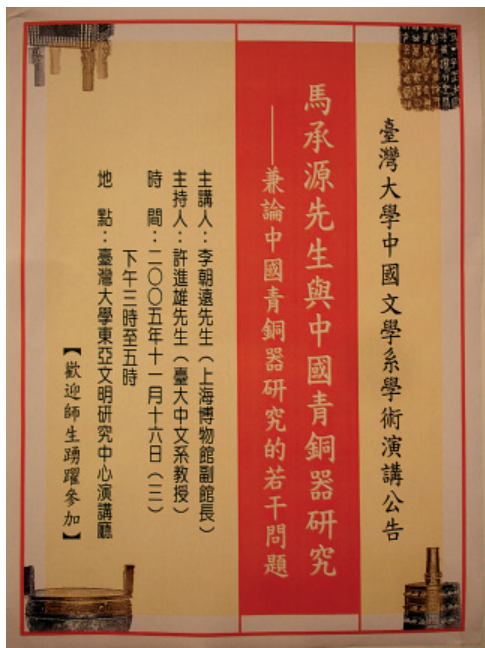 臺灣大學中國文學系學術演講公告
馬承源先生與中國青銅器研究
——兼論中國青銅器研究的若干問題
主講人：李朝遠先生（上海博物館副館長）
主持人：許進雄先生（臺大中文系教授）
時　間：二〇〇五年十一月十六日（三）
下午三時至五時
地　點：臺灣大學東亞文明研究中心演講廳
【歡迎師生踴躍參加】